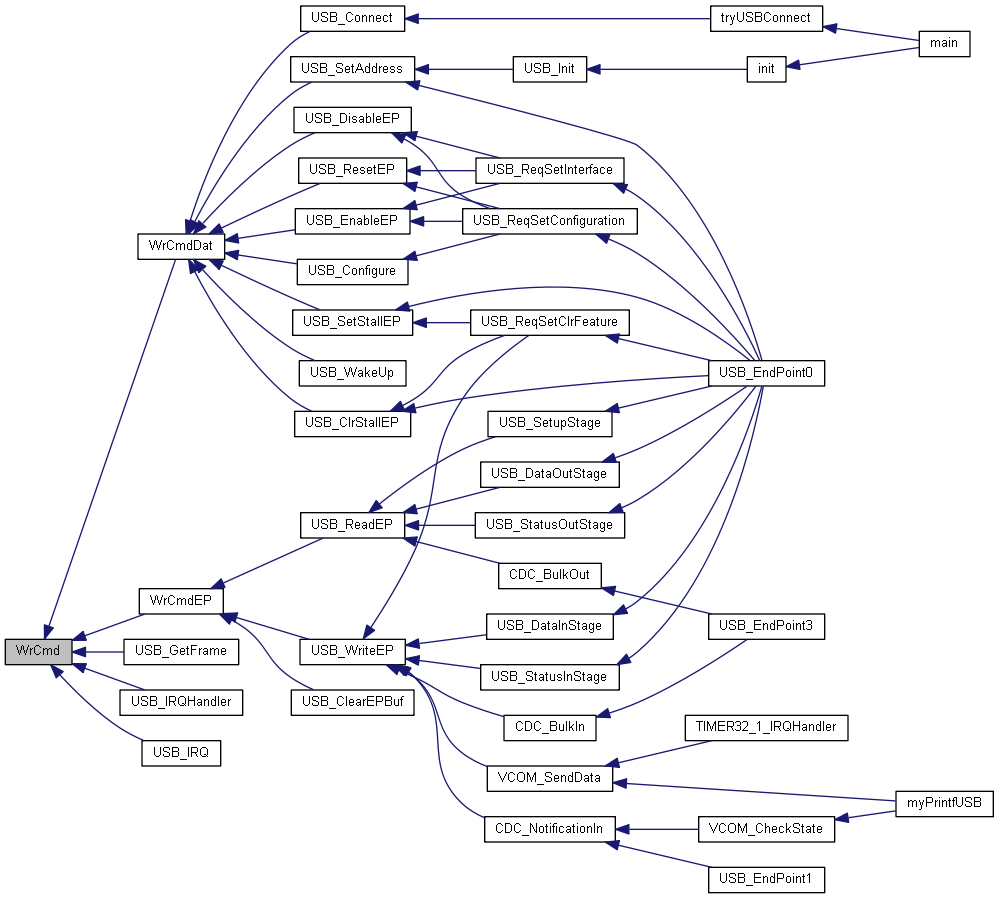 USB_Connect
tryUSBConnect
main
USB_SetAddress
USB_Init
init
USB_DisableEP
USB_ResetEP
USB_ReqSetInterface
USB_EnableEP
USB_ReqSetConfiguration
WrCmdDat
USB_Configure
USB_SetStallEP
USB_ReqSetClrFeature
USB_WakeUp
USB_EndPoint0
USB_ClrStallEP
USB_SetupStage
USB_DataOutStage
USB_ReadEP
USB_StatusOutStage
CDC_BulkOut
WrCmdEP
USB_DataInStage
USB_EndPoint3
WrCmd
USB_GetFrame
USB_WriteEP
USB_StatusInStage
USB_IRQHandler
USB_ClearEPBuf
CDC_BulkIn
TIMER32_1_IRQHandler
USB_IRQ
VCOM_SendData
myPrintfUSB
CDC_NotificationIn
VCOM_CheckState
USB_EndPoint1